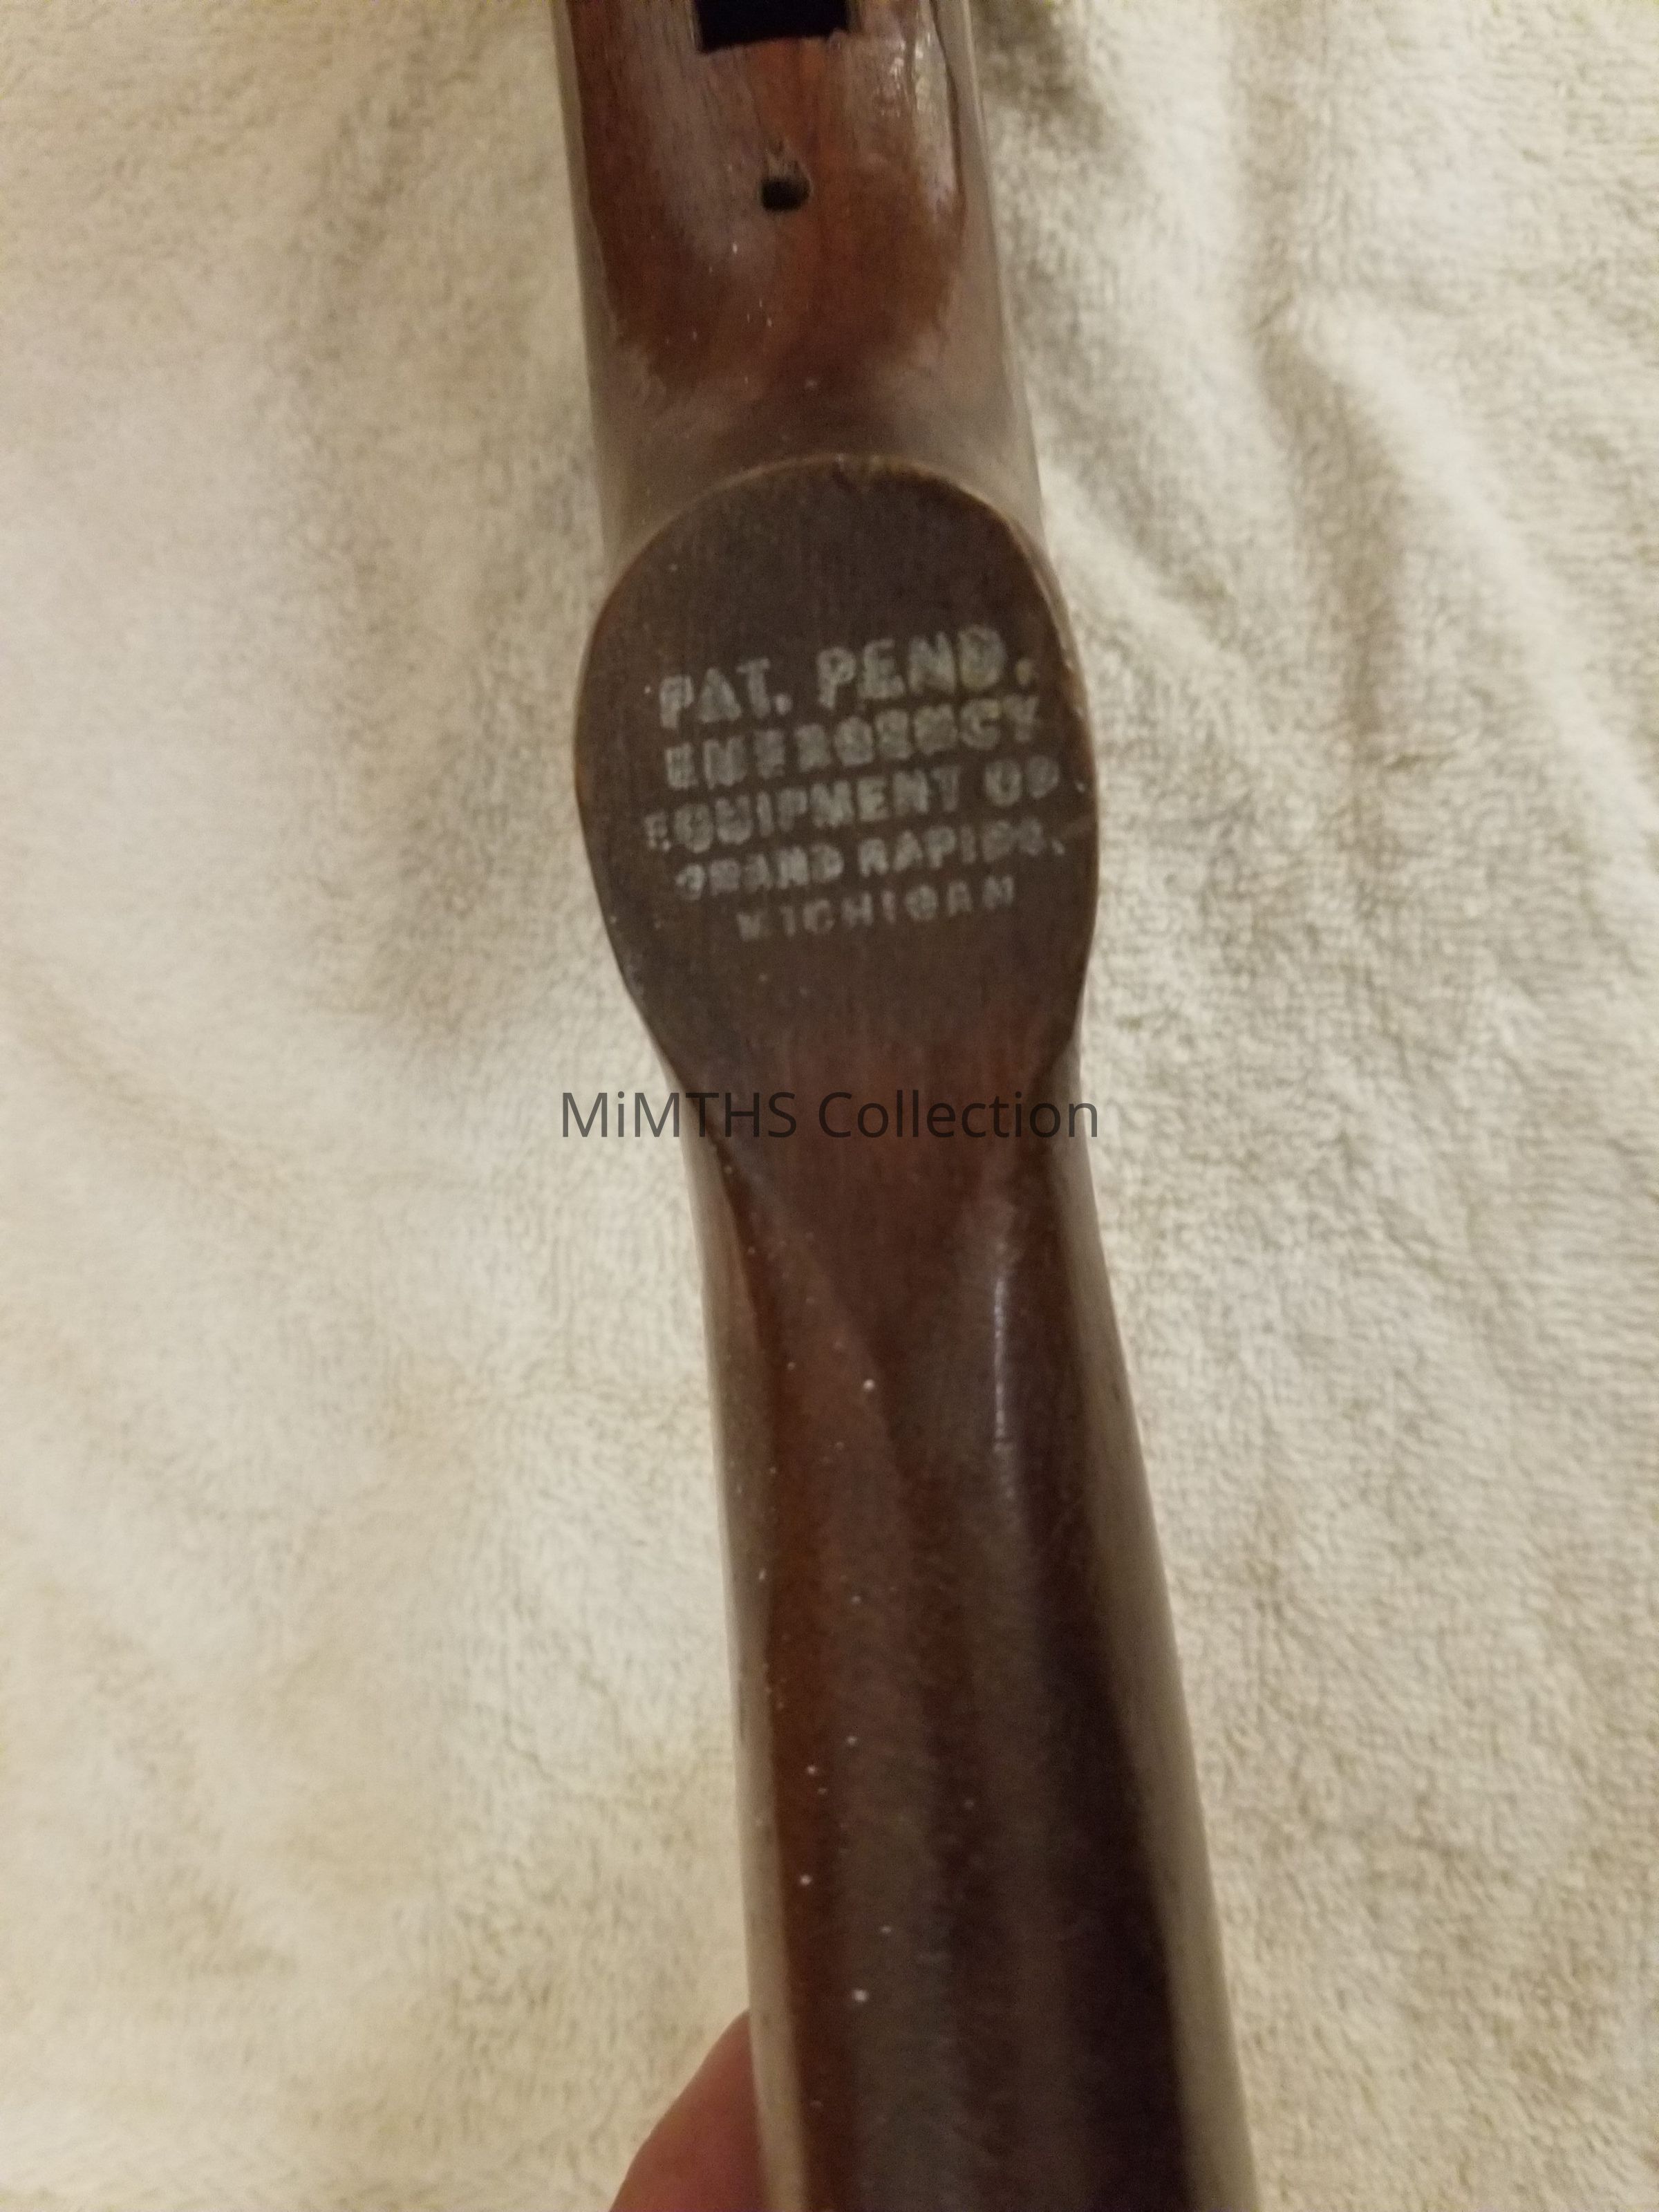 PAT. PEND.
EMERGENCY
EQUIPMENT CO.
GRAND RAPIDS,
MICHIGAN
MiMTHS Collection